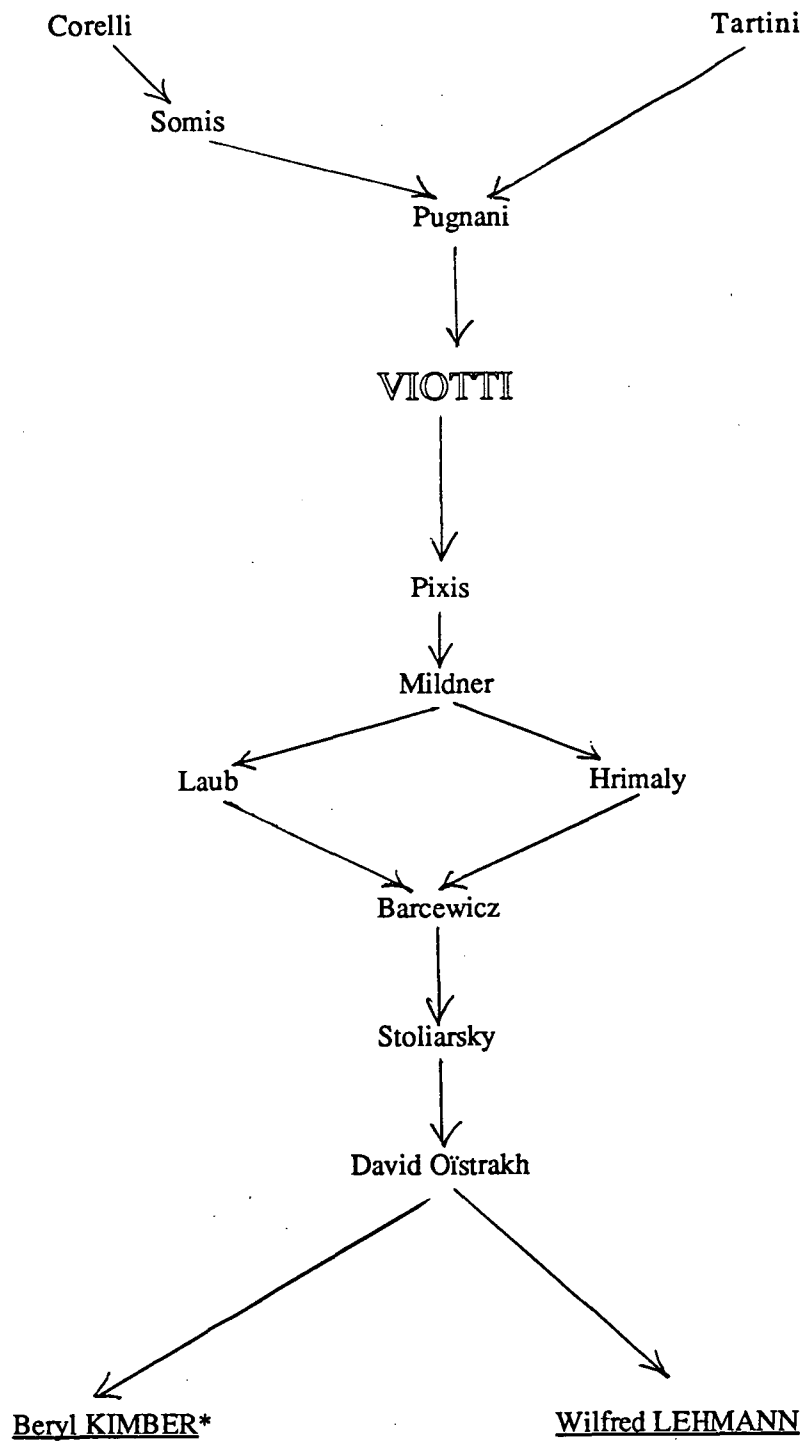 Corelli Tartini
Somis
Pugnani
VIOTTI
Pixis
Mildner
Laub Hrimaly
Barcewicz
Stoliarsky
David Oïstrakh
Beryl KIMBER* Wilfred LEHMANN